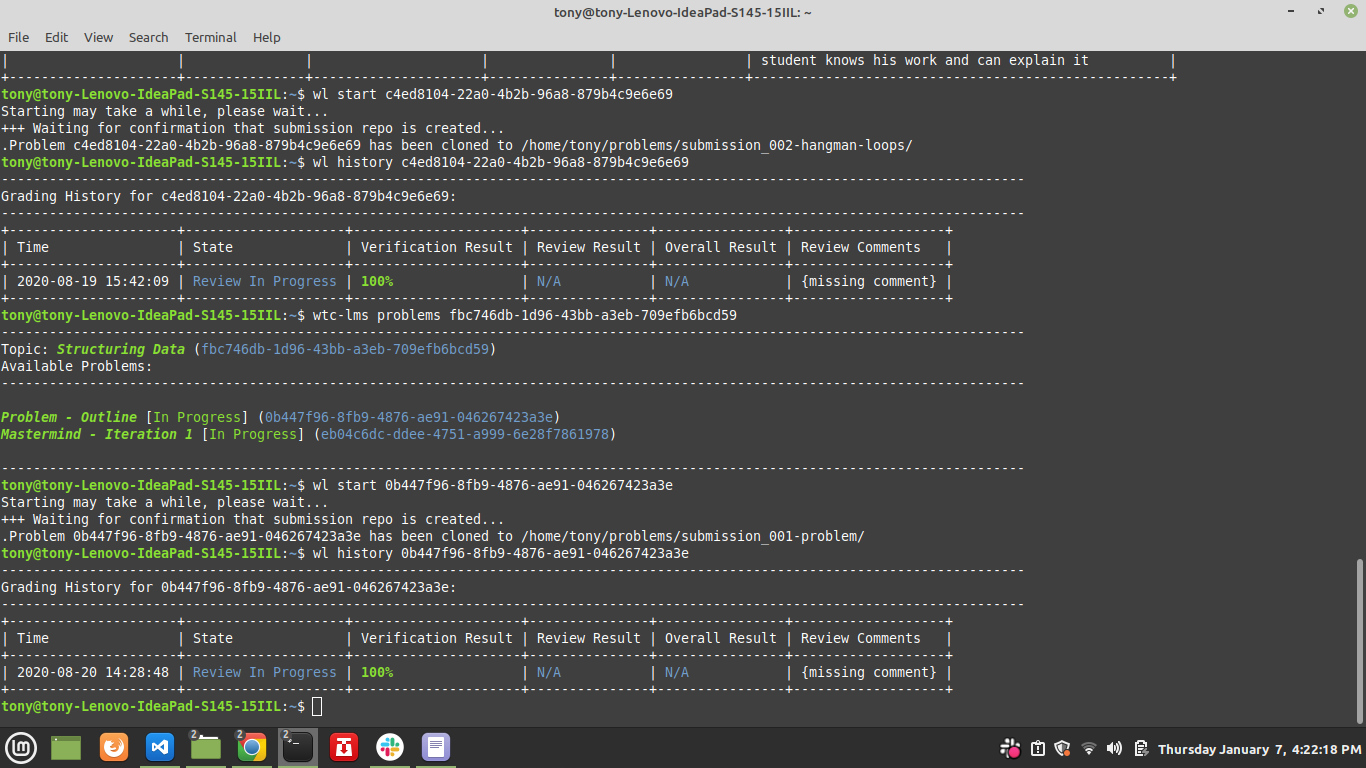 tony@tony-Lenovo-IdeaPad-S145-15IIL: ~
File Edit View Search Terminal Help
| | | | | | student knows his work and can explain it |
+---------------------+---------------+---------------------+---------------+----------------+----------------------------------------------------+
tony@tony-Lenovo-IdeaPad-S145-15IIL:~$ wl start c4ed8104-22a0-4b2b-96a8-879b4c9e6e69
Starting may take a while, please wait...
+++ Waiting for confirmation that submission repo is created...
.Problem c4ed8104-22a0-4b2b-96a8-879b4c9e6e69 has been cloned to /home/tony/problems/submission_002-hangman-loops/
tony@tony-Lenovo-IdeaPad-S145-15IIL:~$ wl history c4ed8104-22a0-4b2b-96a8-879b4c9e6e69
--------------------------------------------------------------------------------------------------------------------------------
Grading History for c4ed8104-22a0-4b2b-96a8-879b4c9e6e69:
--------------------------------------------------------------------------------------------------------------------------------
+---------------------+--------------------+---------------------+---------------+----------------+-------------------+
| Time | State | Verification Result | Review Result | Overall Result | Review Comments |
+---------------------+--------------------+---------------------+---------------+----------------+-------------------+
| 2020-08-19 15:42:09 | Review In Progress | 100% | N/A | N/A | {missing comment} |
+---------------------+--------------------+---------------------+---------------+----------------+-------------------+
tony@tony-Lenovo-IdeaPad-S145-15IIL:~$ wtc-lms problems fbc746db-1d96-43bb-a3eb-709efb6bcd59
--------------------------------------------------------------------------------------------------------------------------------
Topic: Structuring Data (fbc746db-1d96-43bb-a3eb-709efb6bcd59)
Available Problems:
--------------------------------------------------------------------------------------------------------------------------------
Problem - Outline [In Progress] (0b447f96-8fb9-4876-ae91-046267423a3e)
Mastermind - Iteration 1 [In Progress] (eb04c6dc-ddee-4751-a999-6e28f7861978)
--------------------------------------------------------------------------------------------------------------------------------
tony@tony-Lenovo-IdeaPad-S145-15IIL:~$ wl start 0b447f96-8fb9-4876-ae91-046267423a3e
Starting may take a while, please wait...
+++ Waiting for confirmation that submission repo is created...
.Problem 0b447f96-8fb9-4876-ae91-046267423a3e has been cloned to /home/tony/problems/submission_001-problem/
tony@tony-Lenovo-IdeaPad-S145-15IIL:~$ wl history 0b447f96-8fb9-4876-ae91-046267423a3e
--------------------------------------------------------------------------------------------------------------------------------
Grading History for 0b447f96-8fb9-4876-ae91-046267423a3e:
--------------------------------------------------------------------------------------------------------------------------------
+---------------------+--------------------+---------------------+---------------+----------------+-------------------+
| Time | State | Verification Result | Review Result | Overall Result | Review Comments |
+---------------------+--------------------+---------------------+---------------+----------------+-------------------+
| 2020-08-20 14:28:48 | Review In Progress | 100% | N/A | N/A | {missing comment} |
+---------------------+--------------------+---------------------+---------------+----------------+-------------------+
tony@tony-Lenovo-IdeaPad-S145-15IIL:~$
2 2 2 Thursday January 7, 4:22:18 PM